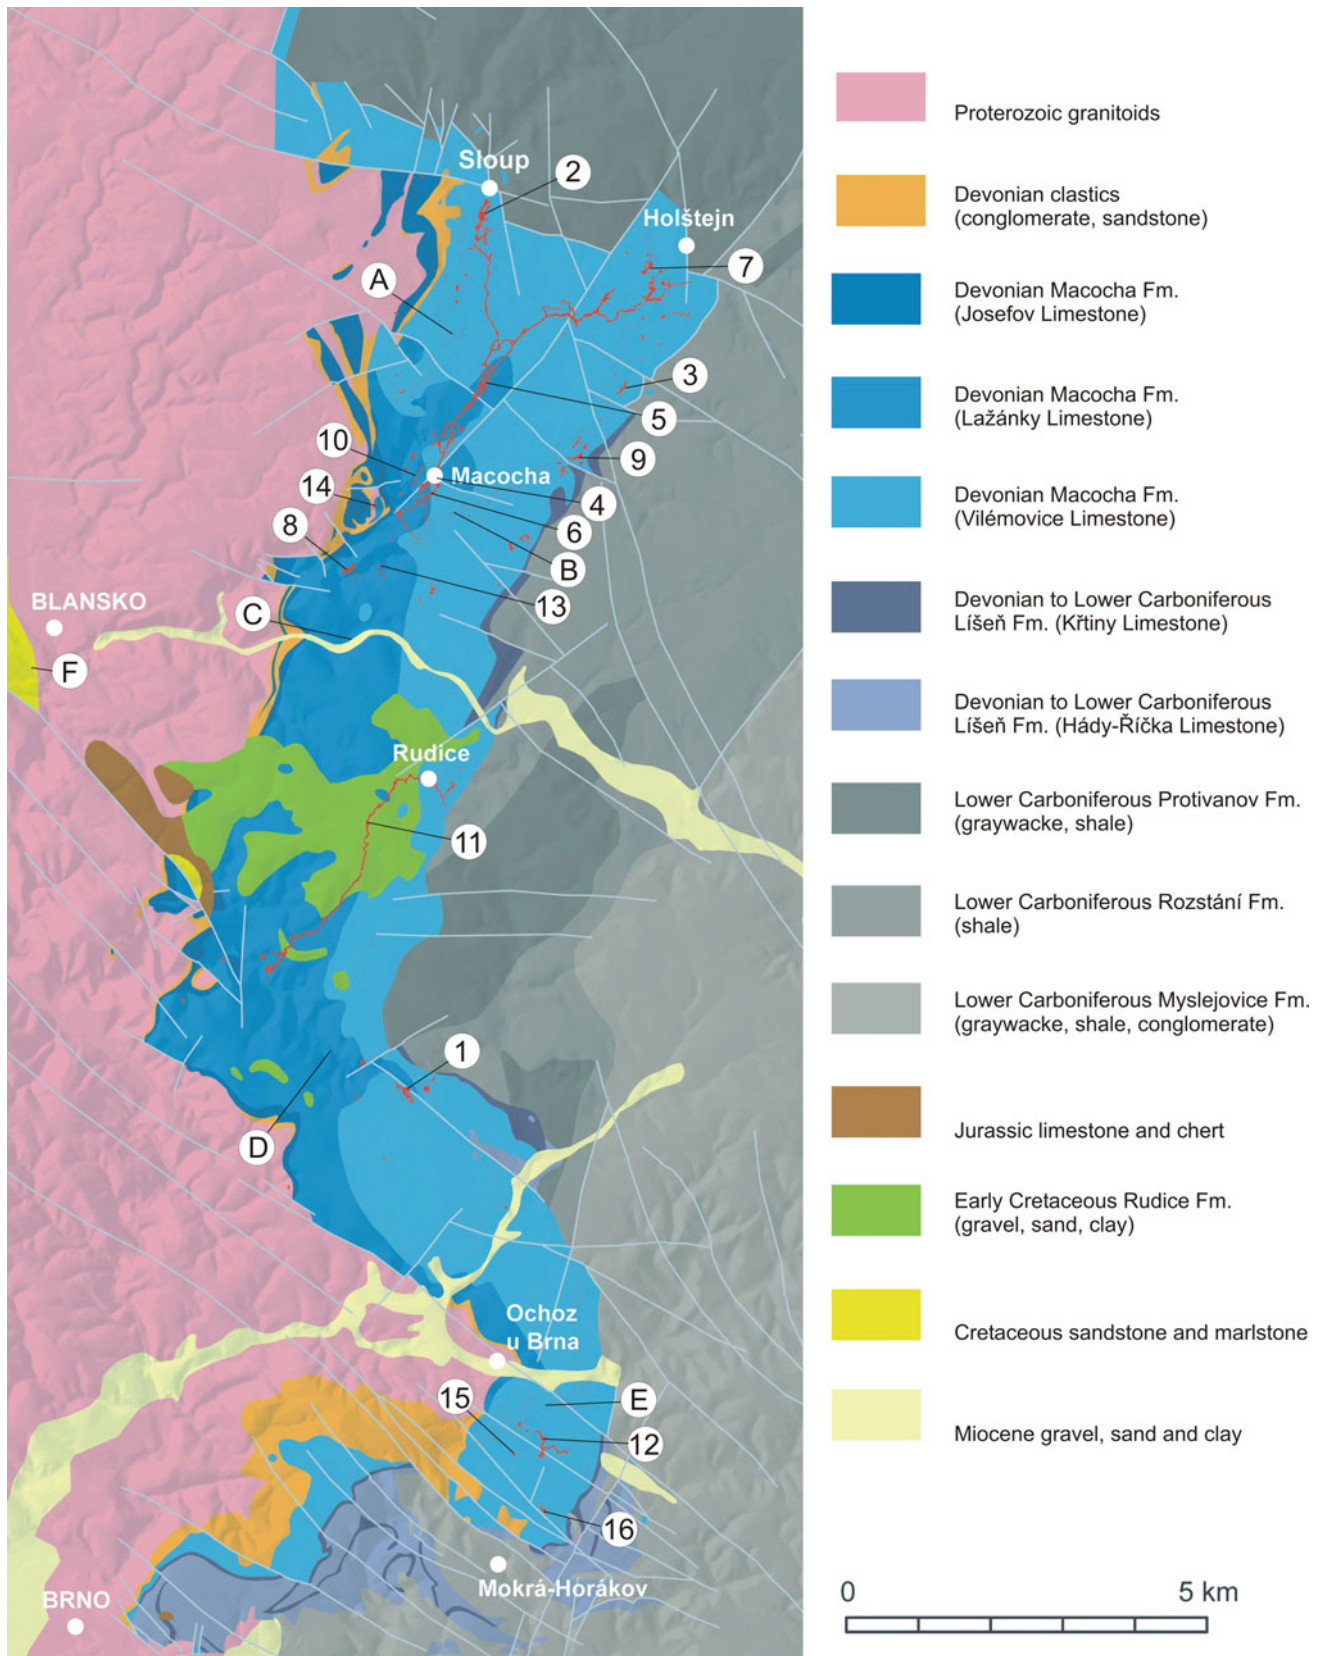 Sloup
2
Holštejn
7
A
3
5
10
9
Macocha
14
4
8
6
B
13
BLANSKO
C
F
Rudice
11
1
D
Ochoz
u Brna
15
E
12
16
Mokrá-Horákov
BRNO
Proterozoic granitoids
Devonian clastics
(conglomerate, sandstone)
Devonian Macocha Fm.
(Josefov Limestone)
Devonian Macocha Fm.
(Lažánky Limestone)
Devonian Macocha Fm.
(Vilémovice Limestone)
Devonian to Lower Carboniferous
Líšeň Fm. (Křtiny Limestone)
Devonian to Lower Carboniferous
Líšeň Fm. (Hády-Říčka Limestone)
Lower Carboniferous Protivanov Fm.
(graywacke, shale)
Lower Carboniferous Rozstání Fm.
(shale)
Lower Carboniferous Myslejovice Fm.
(graywacke, shale, conglomerate)
Jurassic limestone and chert
Early Cretaceous Rudice Fm.
(gravel, sand, clay)
Cretaceous sandstone and marlstone
Miocene gravel, sand and clay
0 5 km